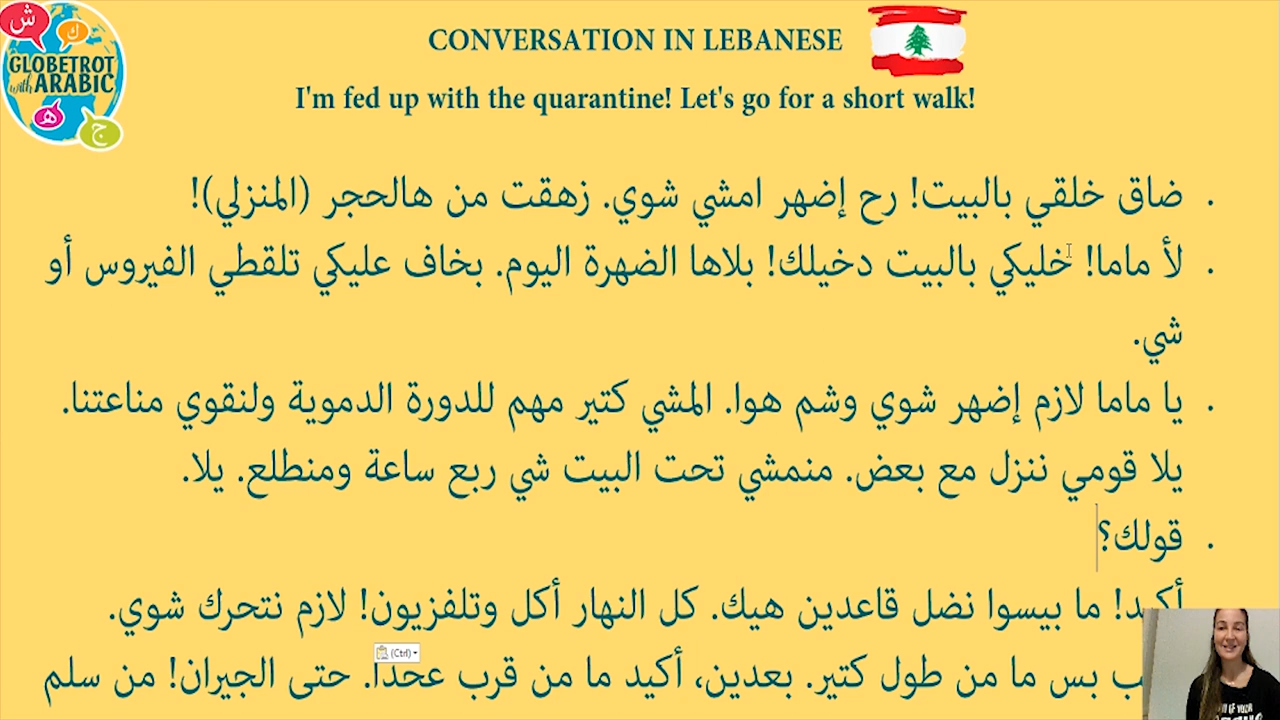 ش
ك
GLOBETROT
with ARABIC
ه
ج
CONVERSATION IN LEBANESE
I'm fed up with the quarantine! Let's go for a short walk!
. ضاق خلقي بالبيت! رح إضهر امشي شوي. زهقت من هالحجر (المنزلي)!
. لأ ماما! خليكي بالبيت دخيلك! بلاها الضهرة اليوم. بخاف عليكي تلقطي الفيروس أو
شي.
. يا ماما لازم إضهر شوي وشم هوا. المشي كتير مهم للدورة الدموية ولنقوي مناعتنا.
يلا قومي ننزل مع بعض. منمشي تحت البيت شي ربع ساعة ومنطلع. يلا.
. قولك؟
أكيد! ما بيسوا نضل قاعدين هيك. كل النهار أكل وتلفزيون! لازم نتحرك شوي.
(Ctrl)
بس ما من طول كتير. بعدين، أكيد ما من قرب عحدا. حتى الجيران! من سلم